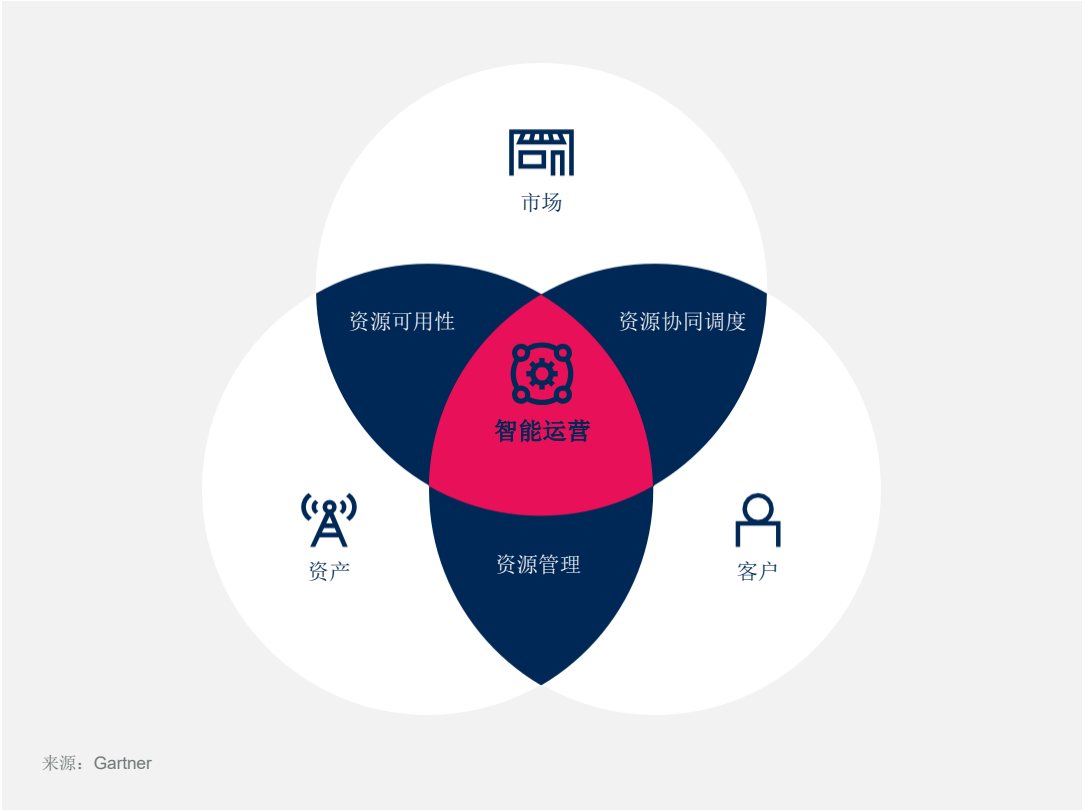 市场
资源可用性
资源协同调度
智能运营
资产
客户
资源管理
来源：Gartner